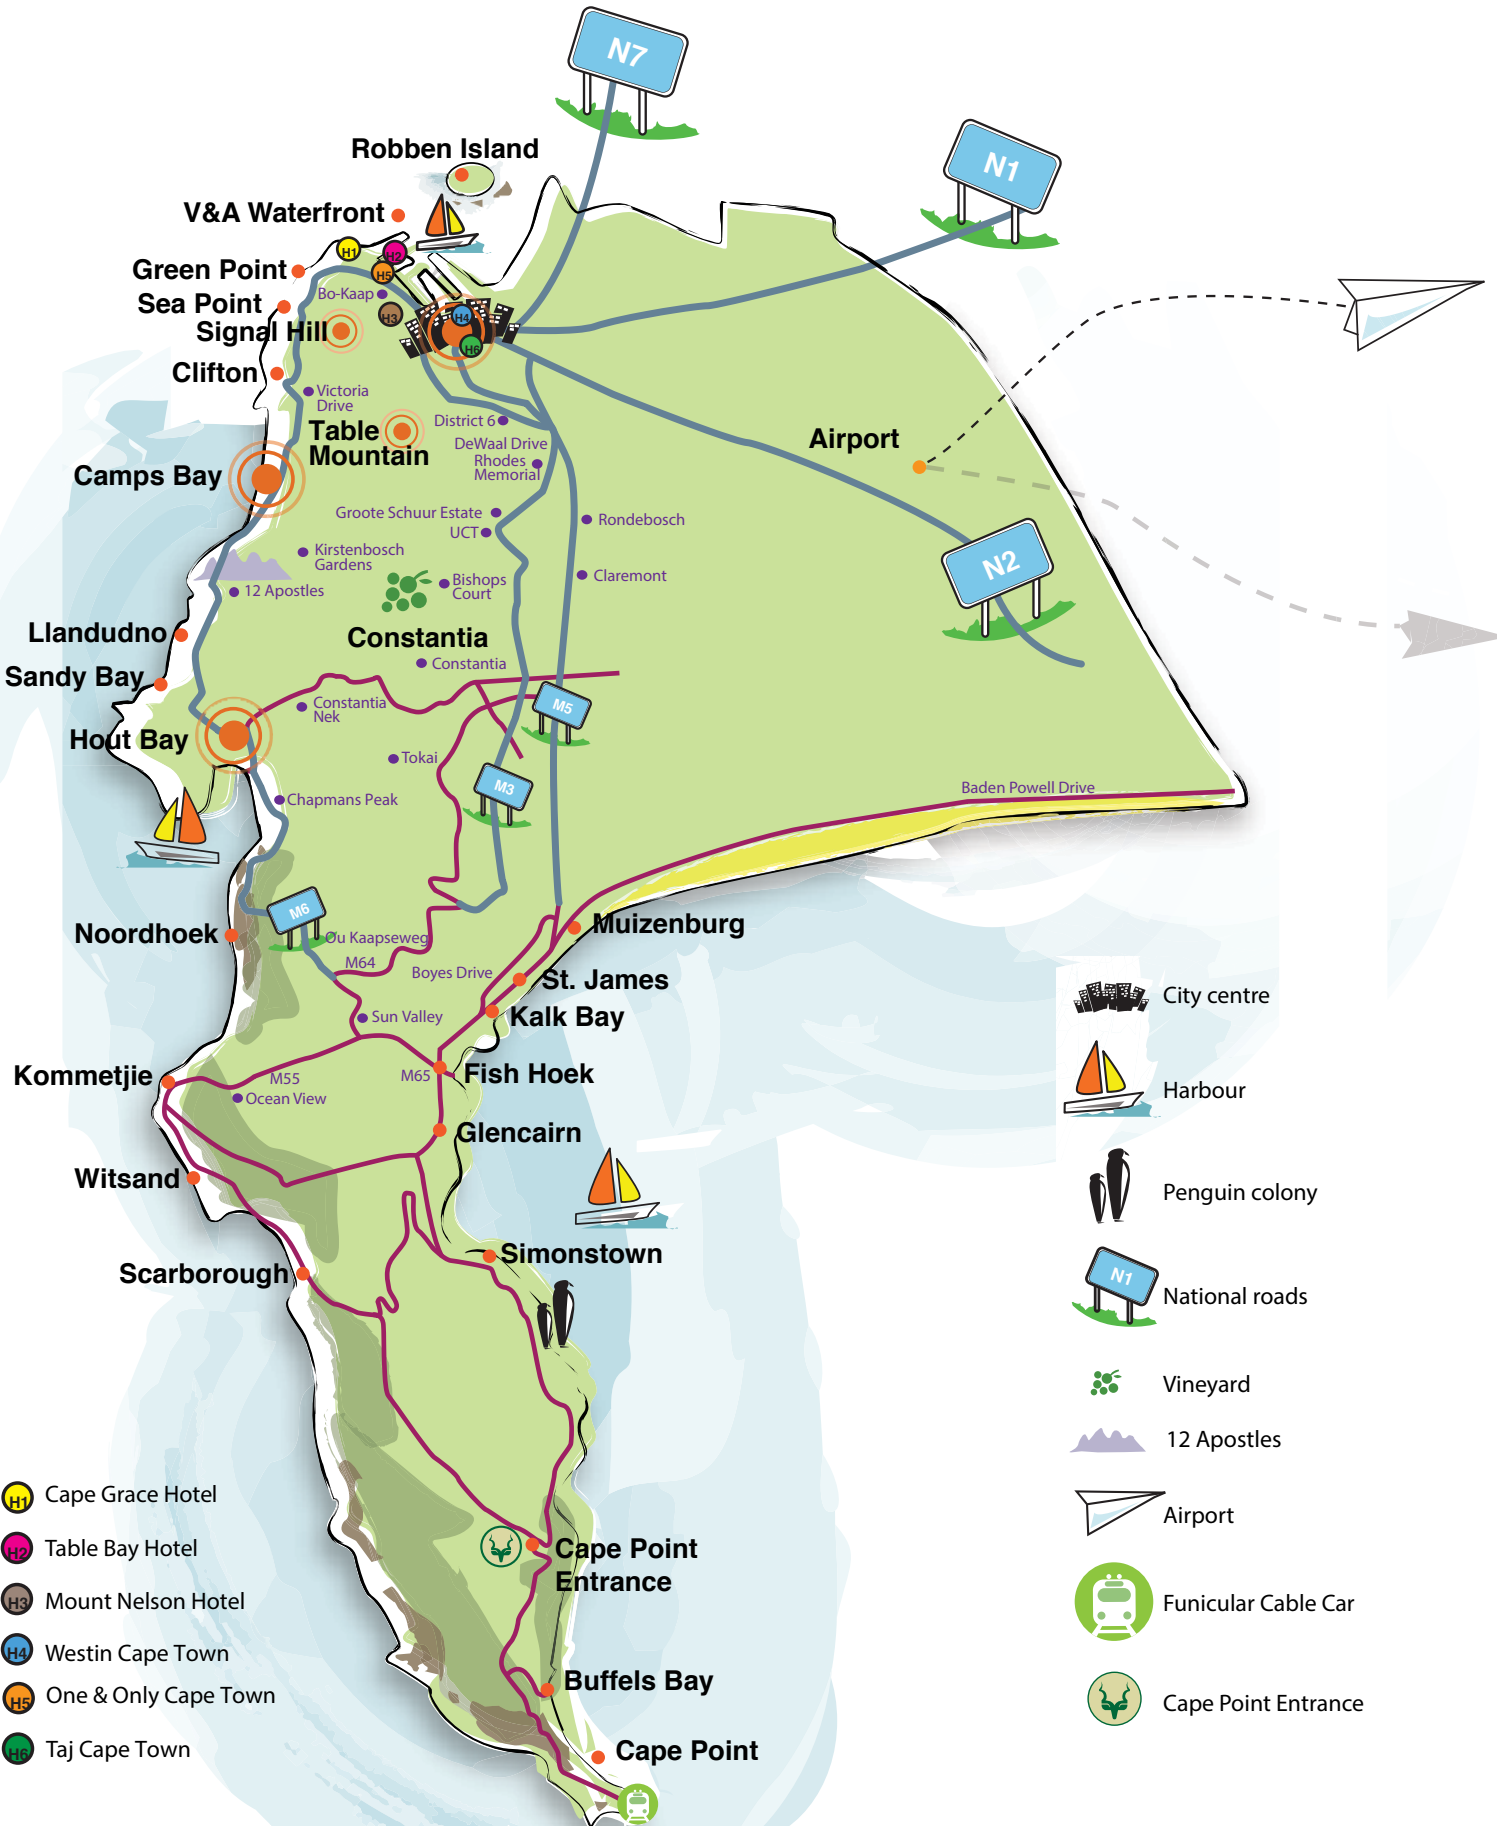 N7
N1
Robben Island
V&A Waterfront
H1
H2
Green Point
H5
Bo-Kaap
Sea Point
H3
H4
Signal Hill
H6
Clifton
Victoria
Drive
Table
Mountain
District 6
DeWaal Drive
Rhodes
Memorial
Airport
Camps Bay
Groote Schuur Estate
UCT
Rondebosch
Kirstenbosch
Gardens
N2
Bishops
Court
Claremont
12 Apostles
Llandudno
Constantia
Constantia
Sandy Bay
Constantia
Nek
M5
Hout Bay
Tokai
M3
Chapmans Peak
Baden Powell Drive
M6
Noordhoek
Ou Kaapseweg
Muizenburg
M64
Boyes Drive
St. James
Sun Valley
Kalk Bay
Kommetjie
M55
M65
Fish Hoek
Ocean View
Glencairn
Witsand
Simonstown
Scarborough
Cape Point
Entrance
Buffels Bay
Cape Point
H1 Cape Grace Hotel
H2 Table Bay Hotel
H3 Mount Nelson Hotel
H4 Westin Cape Town
H5 One & Only Cape Town
H6 Taj Cape Town
City centre
Harbour
Penguin colony
N1
National roads
Vineyard
12 Apostles
Airport
Funicular Cable Car
Cape Point Entrance